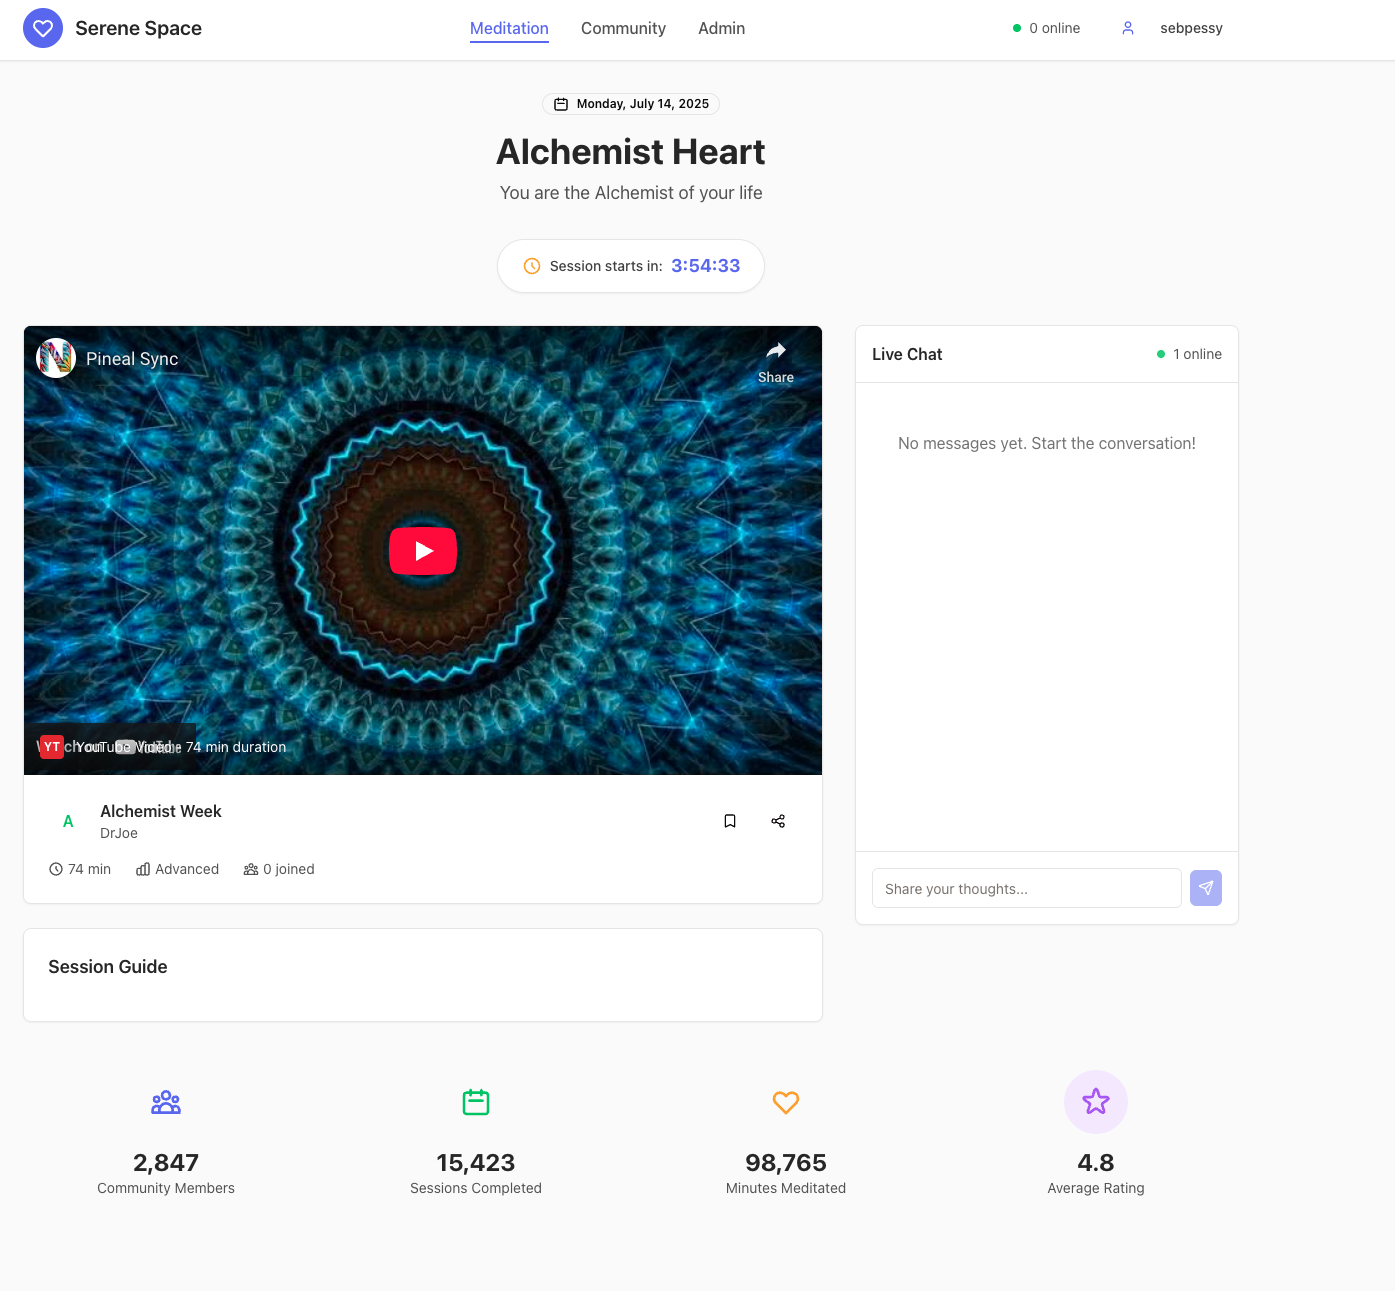 Serene Space
Meditation
Community
Admin
0 online
sebpessy
Monday, July 14, 2025
Alchemist Heart
You are the Alchemist of your life
Session starts in: 3:54:33
Pineal Sync
Share
YT
YouTube Video • 74 min duration
Alchemist Week
A
DrJoe
74 min
Advanced
0 joined
Session Guide
Live Chat
1 online
No messages yet. Start the conversation!
Share your thoughts...
2,847
Community Members
15,423
Sessions Completed
98,765
Minutes Meditated
4.8
Average Rating